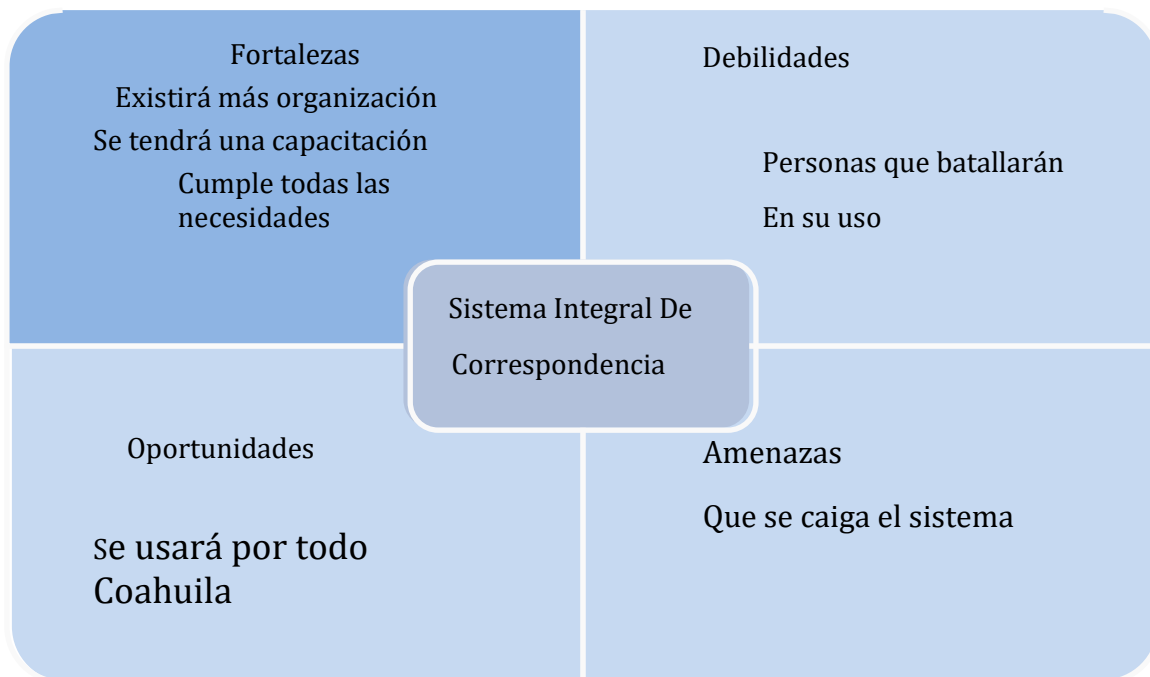 Fortalezas
Existirá más organización
Se tendrá una capacitación
Cumple todas las
necesidades
Debilidades
Personas que batallarán
En su uso
Sistema Integral De
Correspondencia
Oportunidades
Se usará por todo
Coahuila
Amenazas
Que se caiga el sistema